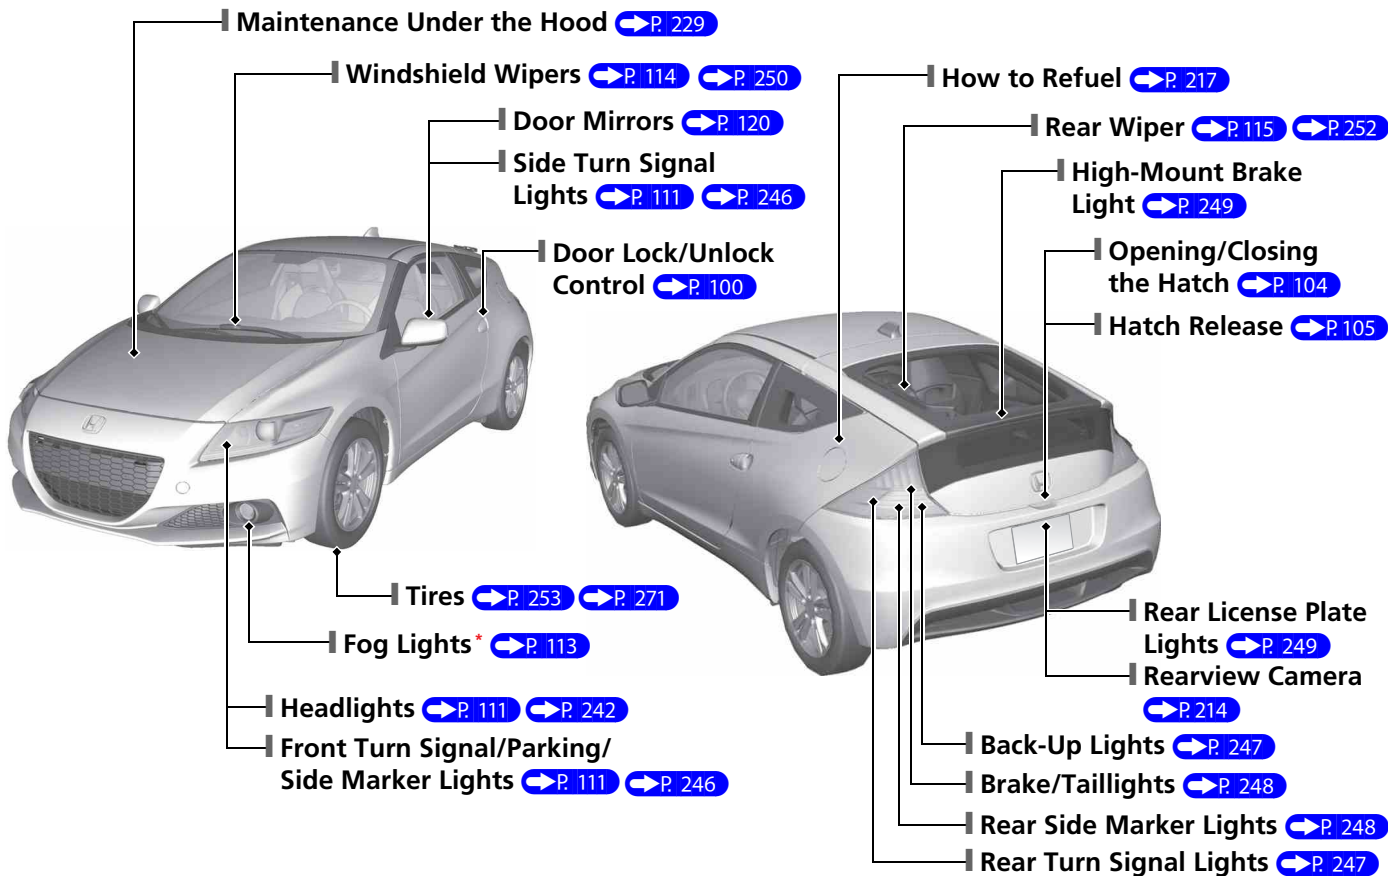 Maintenance Under the Hood P. 229
Windshield Wipers P. 114 P. 250
Door Mirrors P. 120
Side Turn Signal
Lights P. 111 P. 246
Door Lock/Unlock
Control P. 100
Tires P. 253 P. 271
Fog Lights* P. 113
Headlights P. 111 P. 242
Front Turn Signal/Parking/
Side Marker Lights P. 111 P. 246
How to Refuel P. 217
Rear Wiper P. 115 P. 252
High-Mount Brake
Light P. 249
Opening/Closing
the Hatch P. 104
Hatch Release P. 105
Rear License Plate
Lights P. 249
Rearview Camera
P. 214
Back-Up Lights P. 247
Brake/Taillights P. 248
Rear Side Marker Lights P. 248
Rear Turn Signal Lights P. 247